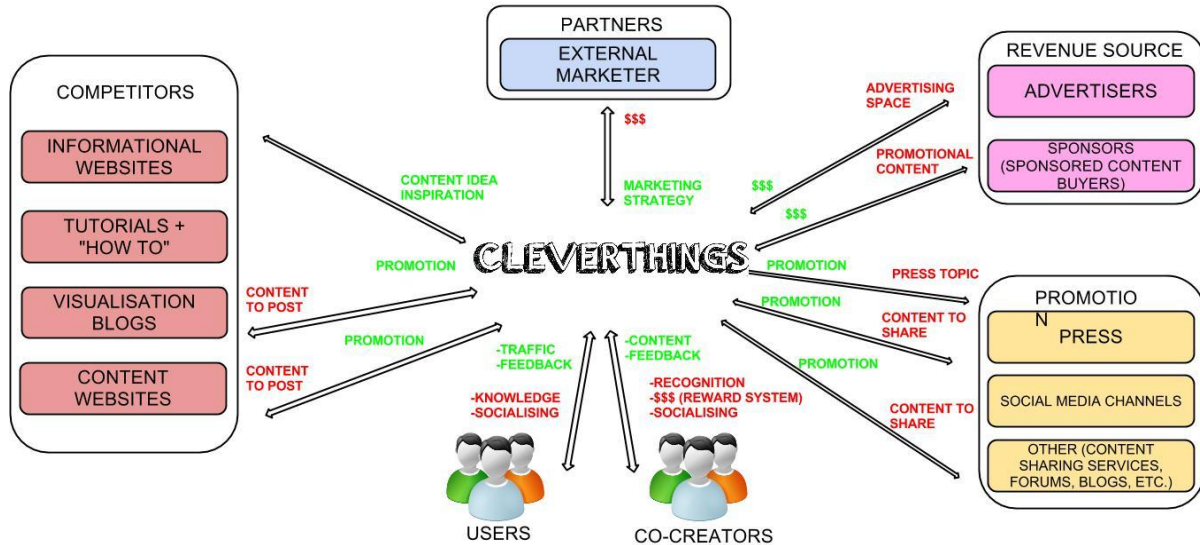 PARTNERS
EXTERNAL
MARKETER
COMPETITORS
INFORMATIONAL
WEBSITES
TUTORIALS +
"HOW TO"
VISUALISATION
BLOGS
CONTENT
WEBSITES
REVENUE SOURCE
ADVERTISERS
SPONSORS
(SPONSORED CONTENT
BUYERS)
ADVERTISING
SPACE
PROMOTIONAL
CONTENT
$$$
$$$
$$$
MARKETING
STRATEGY
CONTENT IDEA
INSPIRATION
CLEVERTHINGS
PROMOTION
CONTENT
TO POST
PROMOTION
CONTENT
TO POST
PROMOTION
PRESS TOPIC
PROMOTION
CONTENT TO
SHARE
PROMOTION
CONTENT TO
SHARE
PROMOTIO
N
PRESS
SOCIAL MEDIA CHANNELS
OTHER (CONTENT
SHARING SERVICES,
FORUMS, BLOGS, ETC.)
-TRAFFIC
-FEEDBACK
-KNOWLEDGE
-SOCIALISING
USERS
-CONTENT
-FEEDBACK
-RECOGNITION
-$$$ (REWARD SYSTEM)
-SOCIALISING
CO-CREATORS